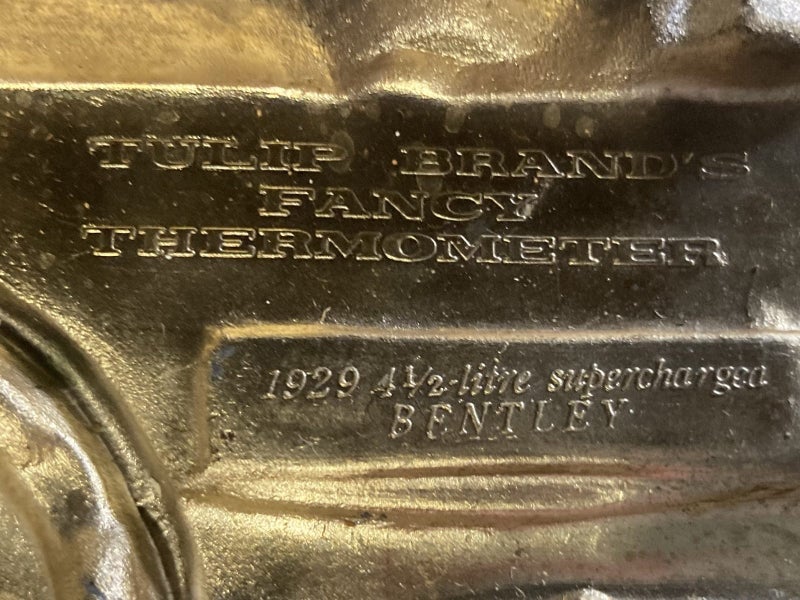 TULIP BRAND'S
FANCY
THERMOMETER
1929 4½-litre supercharged
BENTLEY